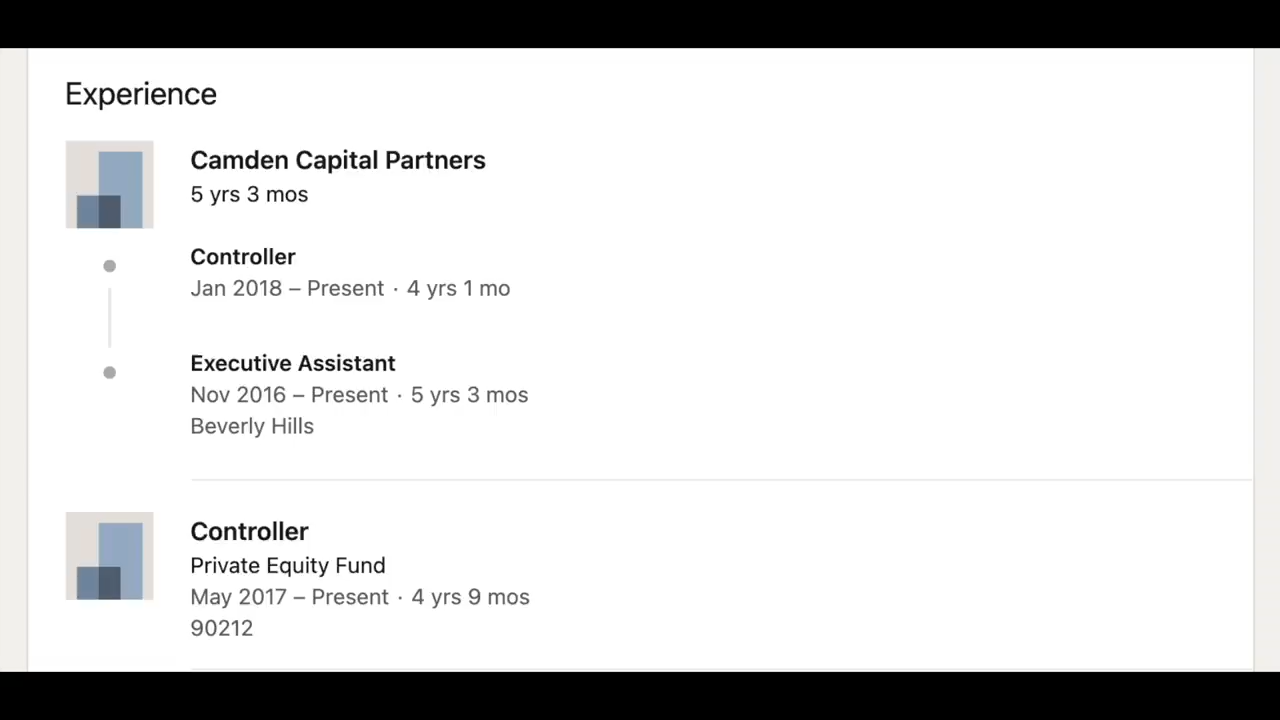 Experience
Camden Capital Partners
5 yrs 3 mos
Controller
Jan 2018 – Present · 4 yrs 1 mo
Executive Assistant
Nov 2016 – Present · 5 yrs 3 mos
Beverly Hills
Controller
Private Equity Fund
May 2017 – Present · 4 yrs 9 mos
90212